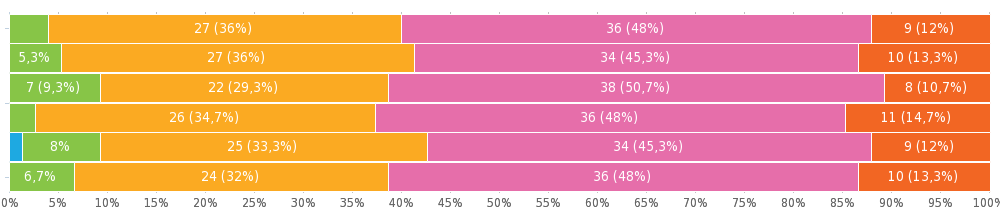 27 (36%) 36 (48%) 9 (12%)
5,3% 27 (36%) 34 (45,3%) 10 (13,3%)
7 (9,3%) 22 (29,3%) 38 (50,7%) 8 (10,7%)
26 (34,7%) 36 (48%) 11 (14,7%)
8% 25 (33,3%) 34 (45,3%) 9 (12%)
6,7% 24 (32%) 36 (48%) 10 (13,3%)
0% 5% 10% 15% 20% 25% 30% 35% 40% 45% 50% 55% 60% 65% 70% 75% 80% 85% 90% 95% 100%